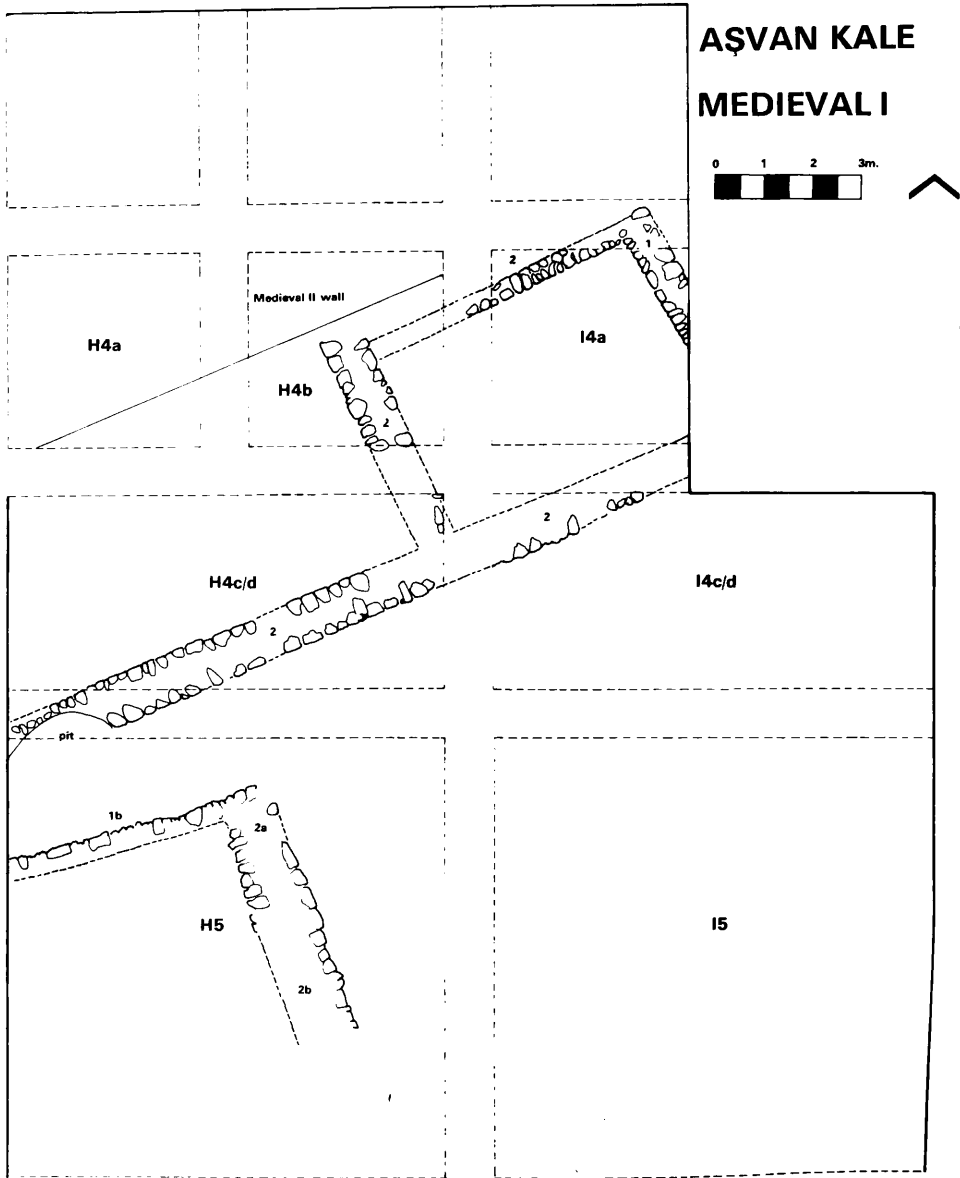 AŞVAN KALE
MEDIEVAL I
0 1 2 3m.
1
2
Medieval II wall
H4a
I4a
H4b
2
2
H4c/d
I4c/d
2
pit
1b
2a
H5
I5
2b